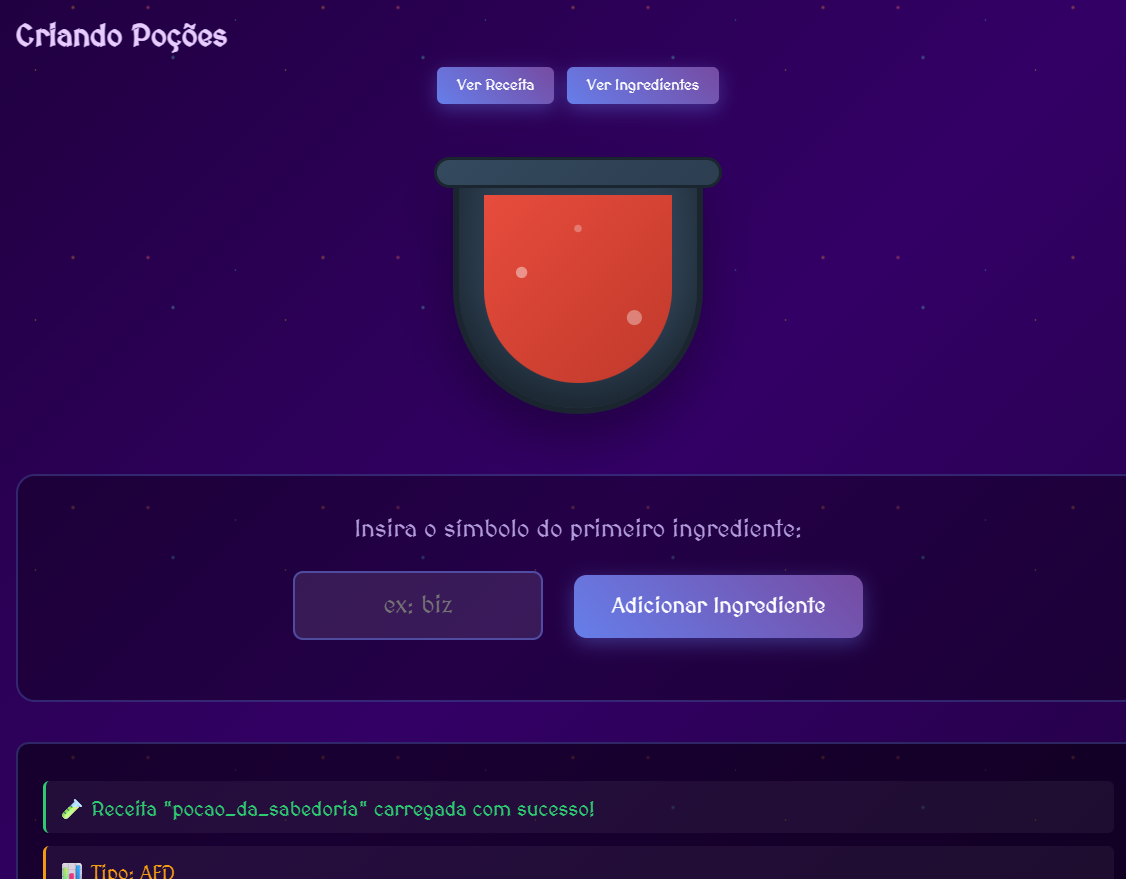 Criando Poções
Ver Receita
Ver Ingredientes
Insira o símbolo do primeiro ingrediente:
ex: biz
Adicionar Ingrediente
Receita "pocao_da_sabedoria" carregada com sucesso!
Tipo: AFD